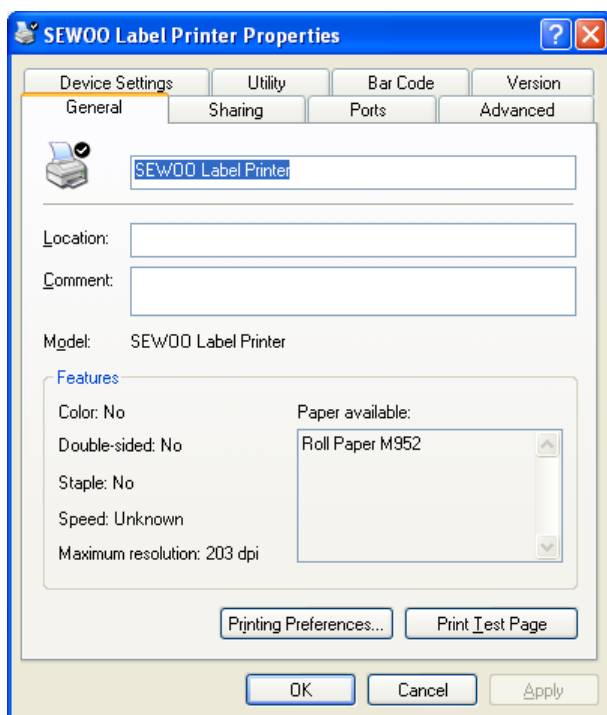 SEWOO Label Printer Properties
Device Settings Utility Bar Code Version
General Sharing Ports Advanced
SEWOO Label Printer
Location:
Comment:
Model: SEWOO Label Printer
Features
Color: No Paper available:
Double-sided: No Roll Paper M952
Staple: No
Speed: Unknown
Maximum resolution: 203 dpi
Printing Preferences... Print Test Page
OK Cancel Apply